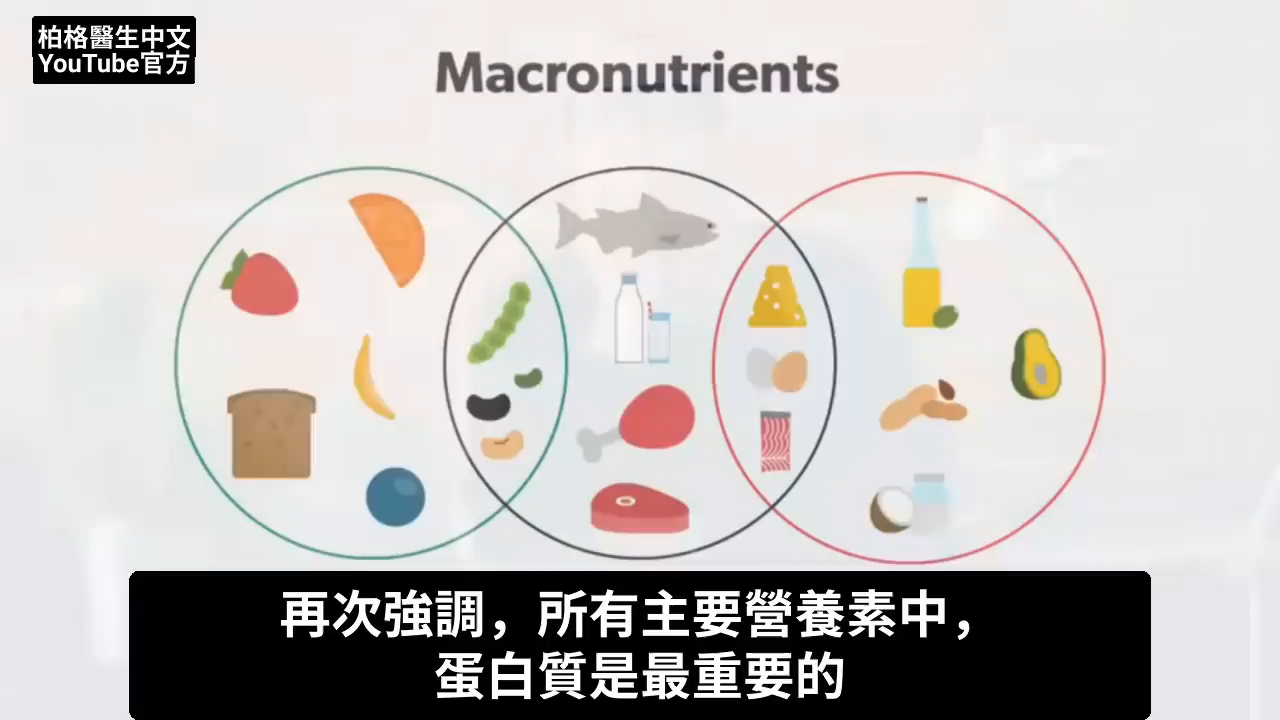 柏格醫生中文
YouTube官方
Macronutrients
再次強調，所有主要營養素中，
蛋白質是最重要的